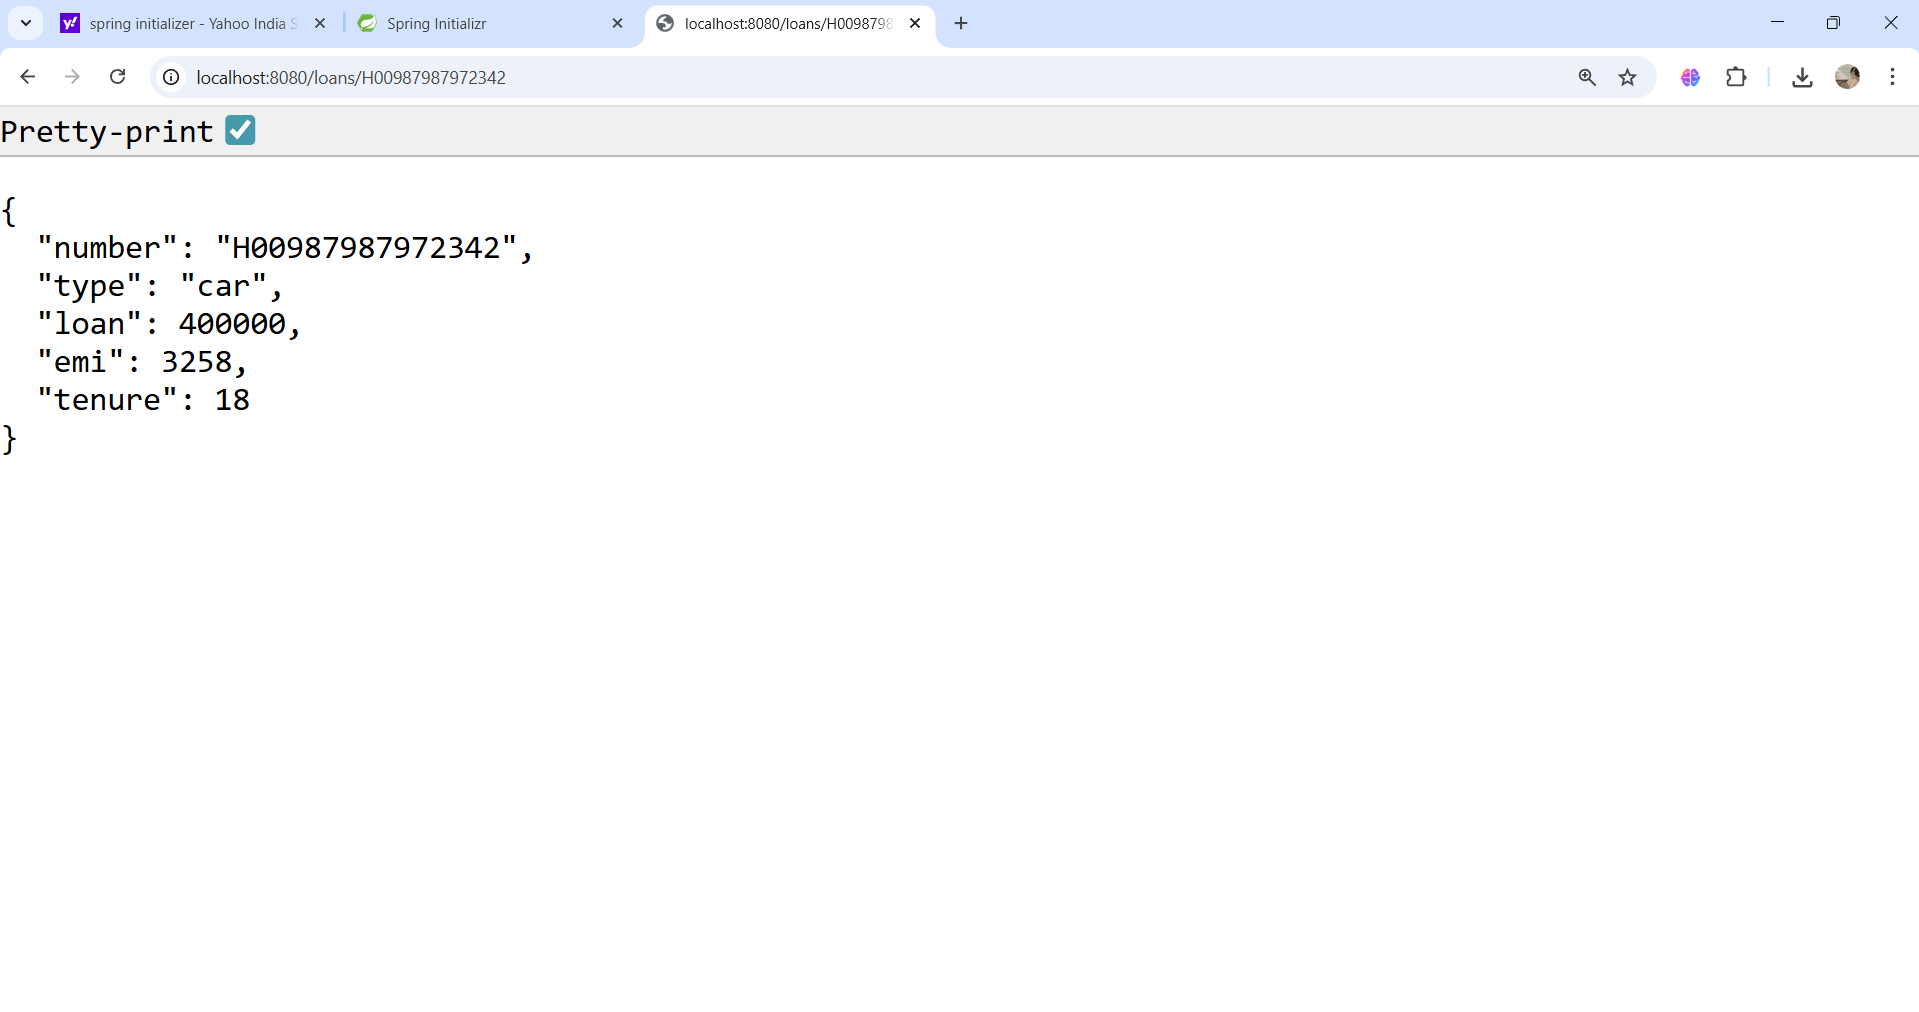 spring initializer - Yahoo India S
Spring Initializr
localhost:8080/loans/H0098798
localhost:8080/loans/H00987987972342
Pretty-print
{
"number": "H00987987972342",
"type": "car",
"loan": 400000,
"emi": 3258,
"tenure": 18
}